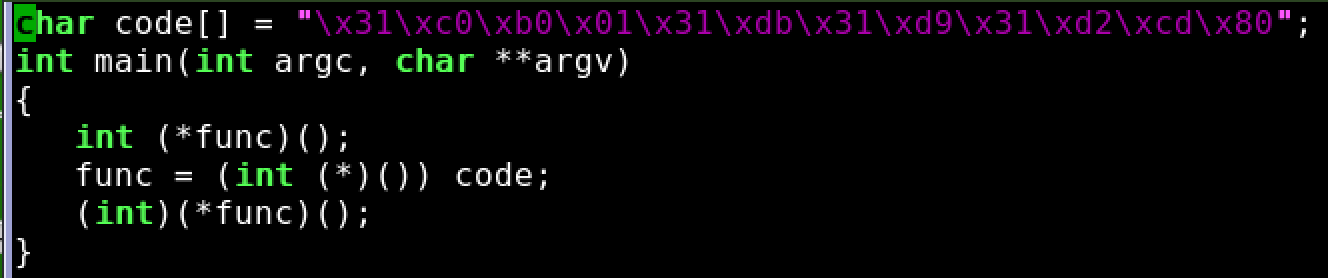 char code[] = "\x31\xc0\xb0\x01\x31\xdb\x31\xd9\x31\xd2\xcd\x80";
int main(int argc, char **argv)
{
   int (*func)();
   func = (int (*)()) code;
   (int)(*func)();
}